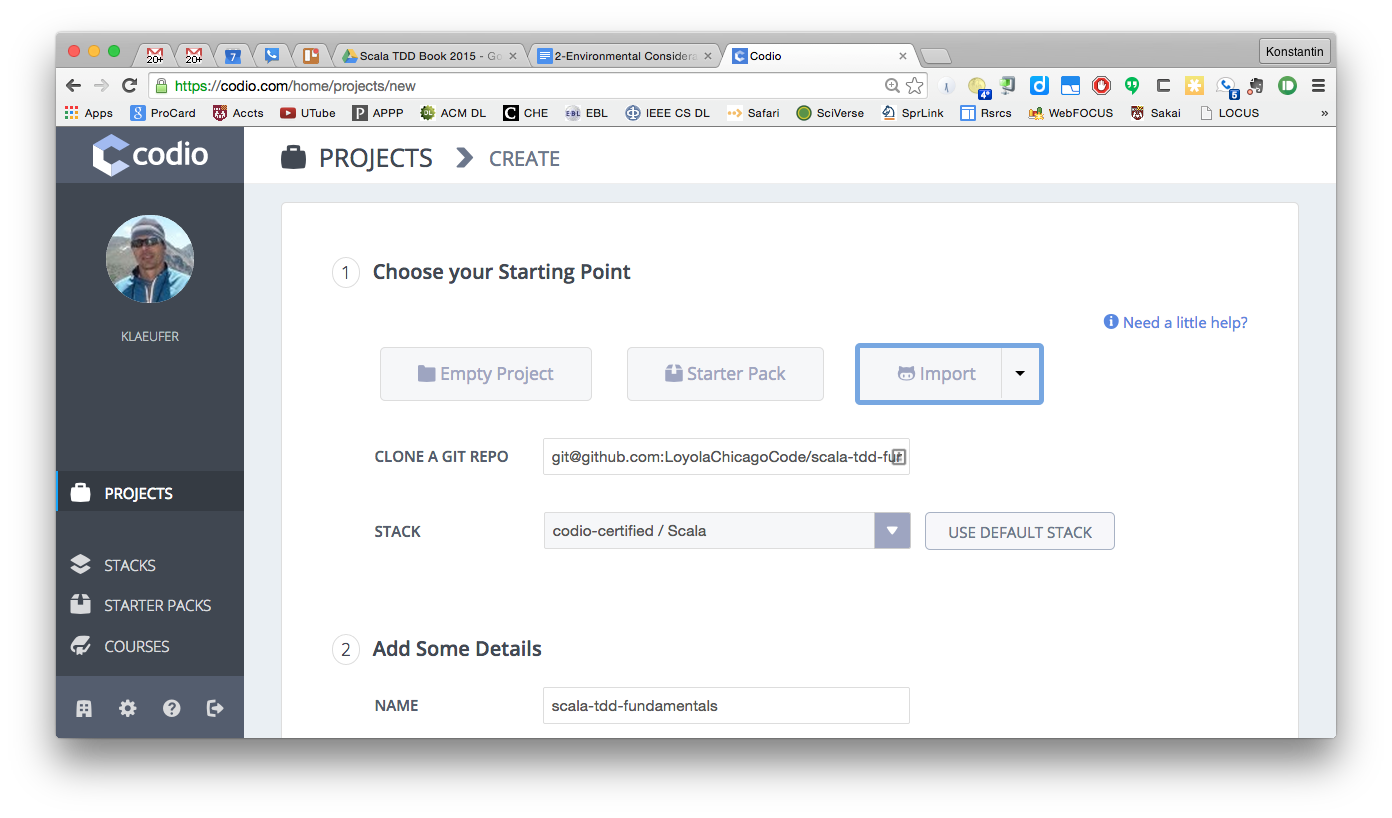 20+
20+
7
Scala TDD Book 2015 - Go
2-Environmental Considera
Codio
Konstantin
https://codio.com/home/projects/new
4+
5
Apps
ProCard
Accts
UTube
APPP
ACM DL
CHE
EBL
IEEE CS DL
Safari
SciVerse
SprLink
Rsrcs
WebFOCUS
Sakai
LOCUS
»
codio
PROJECTS
CREATE
KLAEUFER
1
Choose your Starting Point
Need a little help?
Empty Project
Starter Pack
Import
CLONE A GIT REPO
git@github.com:LoyolaChicagoCode/scala-tdd-fu
PROJECTS
STACK
codio-certified / Scala
USE DEFAULT STACK
STACKS
STARTER PACKS
COURSES
2
Add Some Details
NAME
scala-tdd-fundamentals